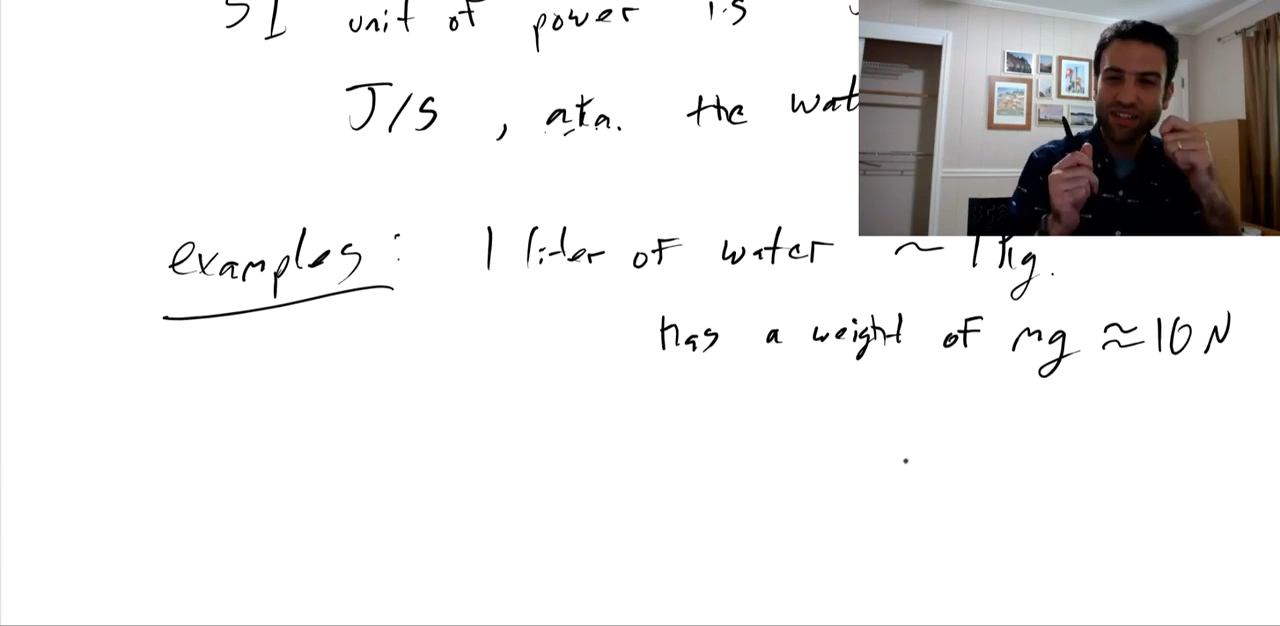 SI unit of power is
J/s, aka. the wat
examples: 1 liter of water ~ 1 kg.
has a weight of mg ≈ 10 N